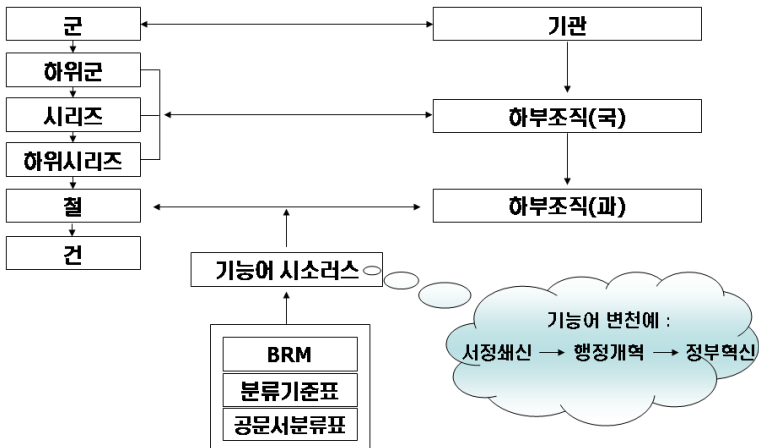 군
기관
하위군
시리즈
하부조직(국)
하위시리즈
철
하부조직(과)
건
기능어 시소러스
기능어 변천예 :
서정쇄신 → 행정개혁 → 정부혁신
BRM
분류기준표
공문서분류표